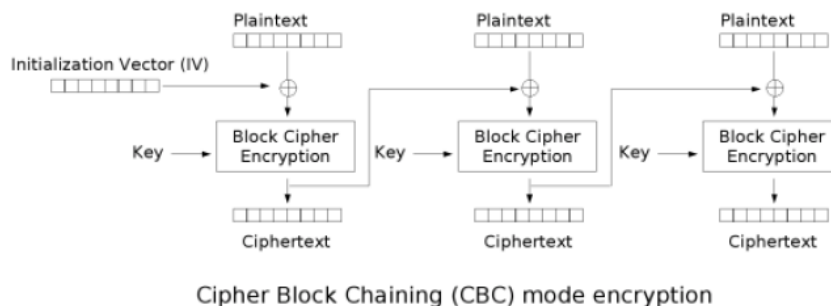 Plaintext
Plaintext
Plaintext
Initialization Vector (IV)
Key
Block Cipher
Encryption
Key
Block Cipher
Encryption
Key
Block Cipher
Encryption
Ciphertext
Ciphertext
Ciphertext
Cipher Block Chaining (CBC) mode encryption